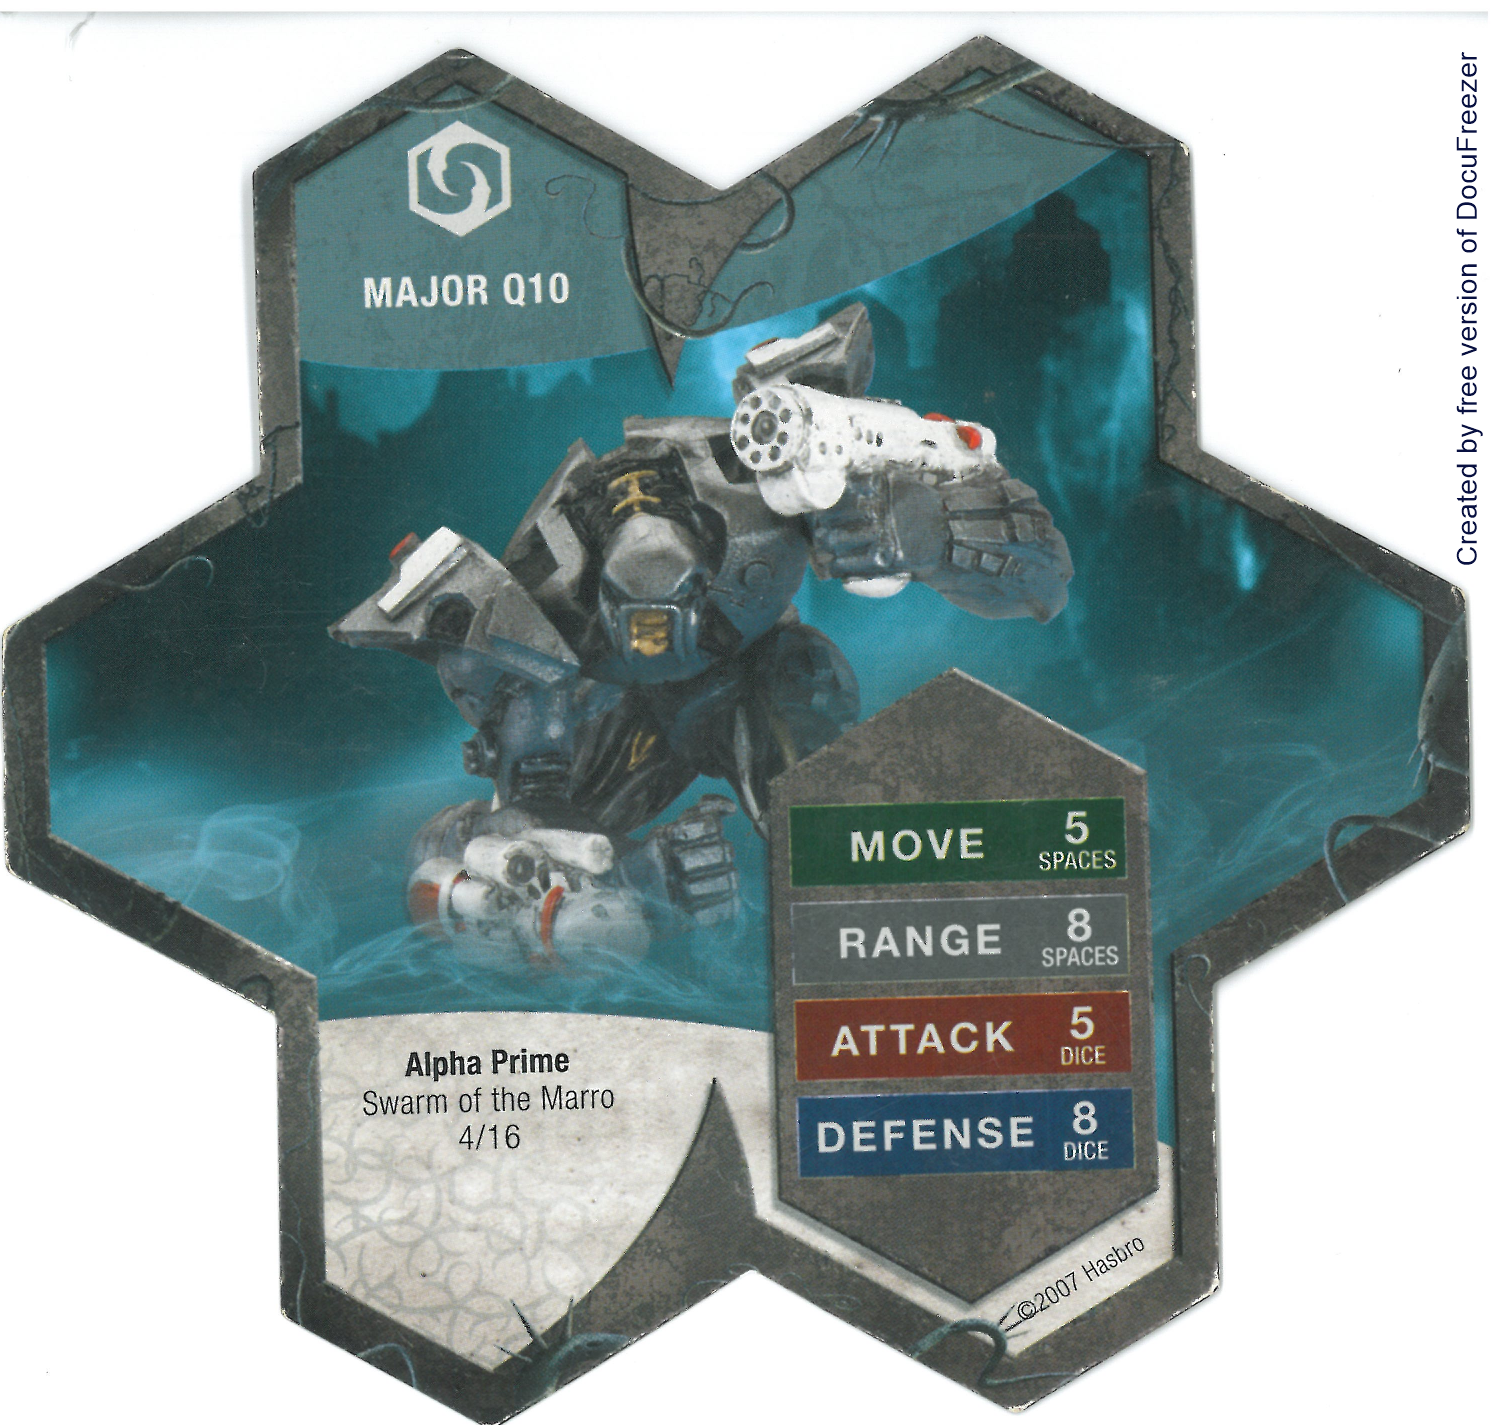 MAJOR Q10
MOVE 5 SPACES
RANGE 8 SPACES
ATTACK 5 DICE
DEFENSE 8 DICE
Alpha Prime
Swarm of the Marro
4/16
©2007 Hasbro
Created by free version of DocuFreezer